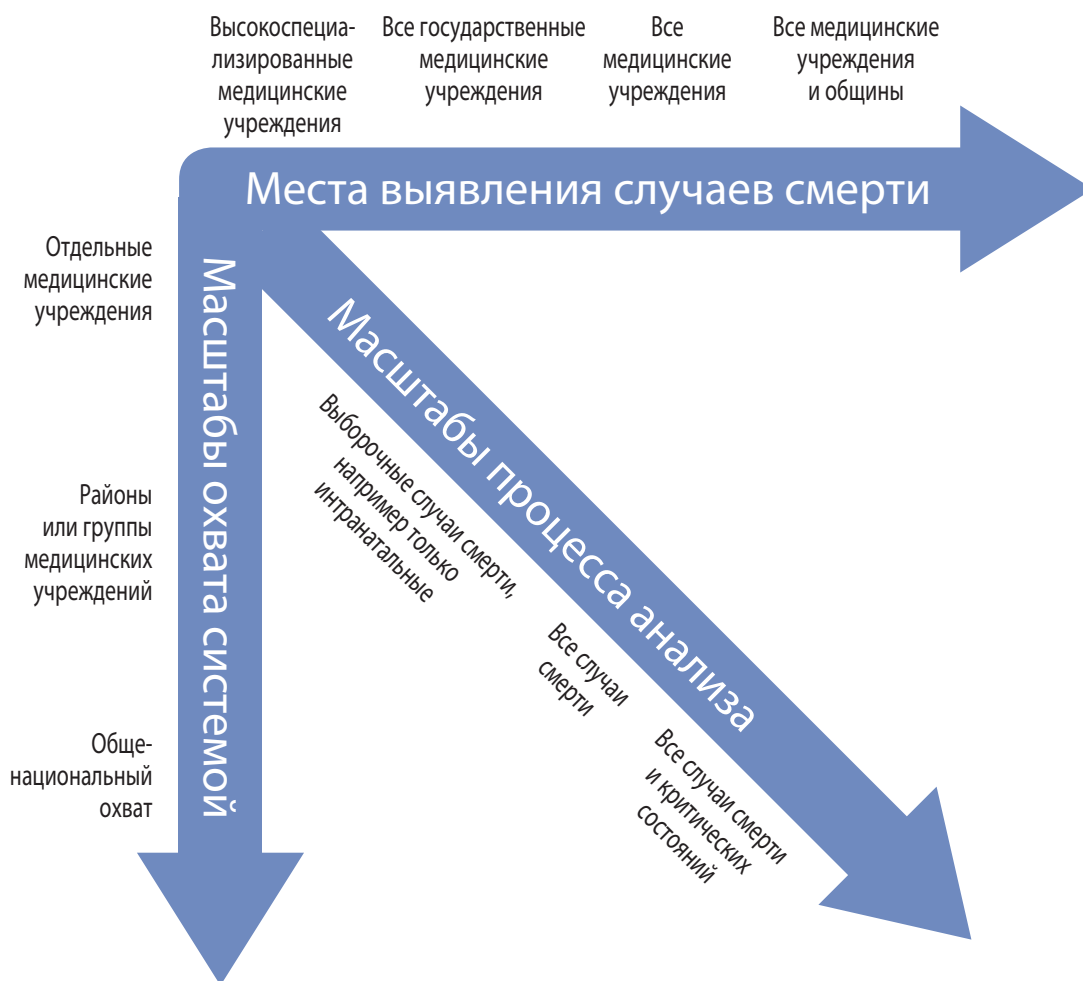 Высокоспециа-
лизированные
медицинские
учреждения
Все государственные
медицинские
учреждения
Все
медицинские
учреждения
Все медицинские
учреждения
и общины
Места выявления случаев смерти
Отдельные
медицинские
учреждения
Районы
или группы
медицинских
учреждений
Обще-
национальный
охват
Масштабы охвата системой
Масштабы процесса анализа
Выборочные случаи смерти,
например только
интранатальные
Все случаи
смерти
Все случаи смерти
и критических
состояний